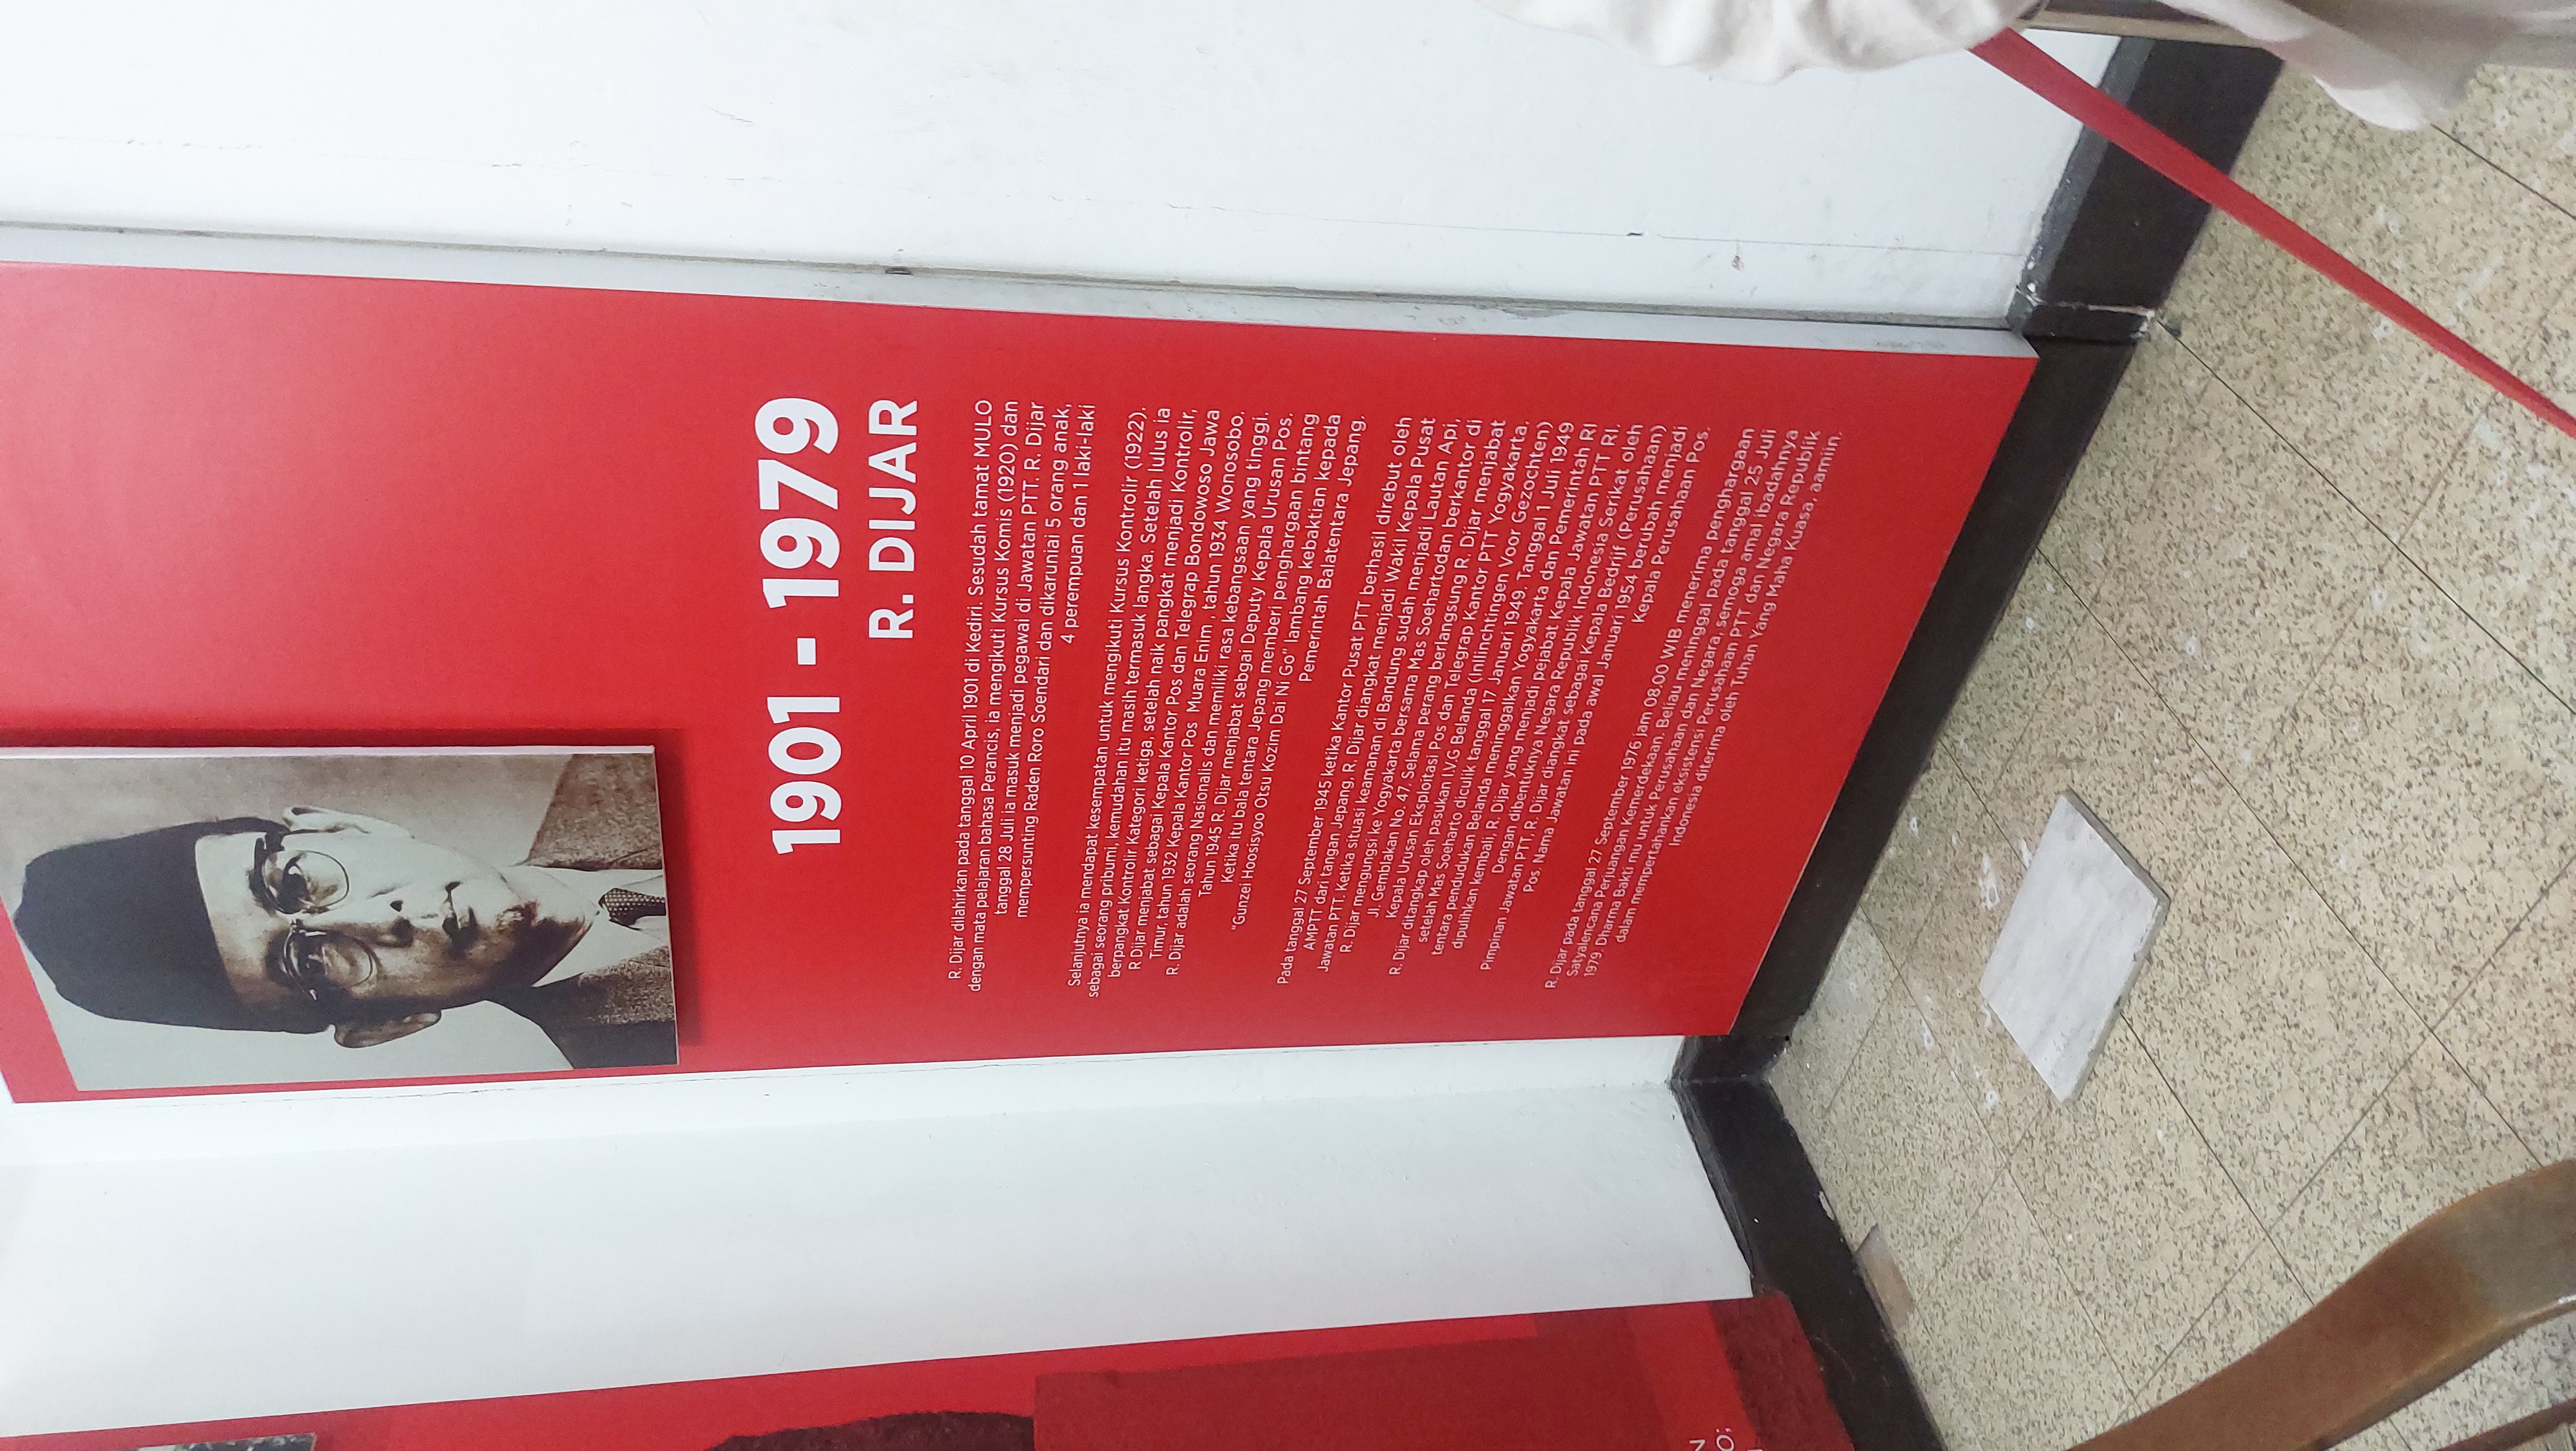 1901 - 1979
R. DIJAR
R. Dijar dilahirkan pada tanggal 10 April 1901 di Kediri. Sesudah tamat MULO
dengan mata pelajaran bahasa Perancis, ia mengikuti Kursus Komis (1920) dan
tanggal 28 Juli ia masuk menjadi pegawai di Jawatan PTT. R. Dijar
mempersunting Raden Roro Soendari dan dikaruniai 5 orang anak,
4 perempuan dan 1 laki-laki
Selanjutnya ia mendapat kesempatan untuk mengikuti Kursus Kontrolir (1922).
sebagai seorang pribumi, kemudahan itu masih termasuk langka. Setelah lulus ia
berpangkat Kontrolir Kategori ketiga, setelah naik pangkat menjadi Kontrolir,
R Dijar menjabat sebagai Kepala Kantor Pos dan Telegrap Bondowoso Jawa
Timur, tahun 1932 Kepala Kantor Pos Muara Enim , tahun 1934 Wonosobo.
R. Dijar adalah seorang Nasionalis dan memiliki rasa kebangsaan yang tinggi.
Tahun 1945 R. Dijar menjabat sebgai Deputy Kepala Urusan Pos.
Ketika itu bala tentara Jepang memberi penghargaan bintang
"Gunzei Hoosisyoo Otsu Kozim Dai Ni Go" lambang kebaktian kepada
Pemerintah Balatentara Jepang.
Pada tanggal 27 September 1945 ketika Kantor Pusat PTT berhasil direbut oleh
AMPTT dari tangan Jepang, R. Dijar diangkat menjadi Wakil Kepala Pusat
Jawatan PTT. Ketika situasi keamanan di Bandung sudah menjadi Lautan Api,
R. Dijar mengungsi ke Yogyakarta bersama Mas Soehartodan berkantor di
Jl. Gemblakan No. 47. Selama perang berlangsung R. Dijar menjabat
Kepala Urusan Eksploitasi Pos dan Telegrap Kantor PTT Yogyakarta.
R. Dijar ditangkap oleh pasukan I.V.G Belanda (Inllinchtingen Voor Gezochten)
setelah Mas Soeharto diculik tanggal 17 Januari 1949. Tanggal 1 Juli 1949
tentara pendudukan Belanda meninggalkan Yogyakarta dan Pemerintah RI
dipulihkan kembali, R. Dijar yang menjadi pejabat Kepala Jawatan PTT RI.
Dengan dibentuknya Negara Republik Indonesia Serikat oleh
Pimpinan Jawatan PTT, R. Dijar diangkat sebagai Kepala Bedrijf (Perusahaan)
Pos. Nama Jawatan ini pada awal Januari 1954 berubah menjadi
Kepala Perusahaan Pos.
R. Dijar pada tanggal 27 September 1976 jam 08.00 WIB menerima penghargaan
Satyalencana Perjuangan Kemerdekaan. Beliau meninggal pada tanggal 25 Juli
1979. Dharma Bakti mu untuk Perusahaan dan Negara, semoga amal ibadahnya
dalam mempertahankan eksistensi Perusahaan PTT dan Negara Republik
Indonesia diterima oleh Tuhan Yang Maha Kuasa, aamiin.